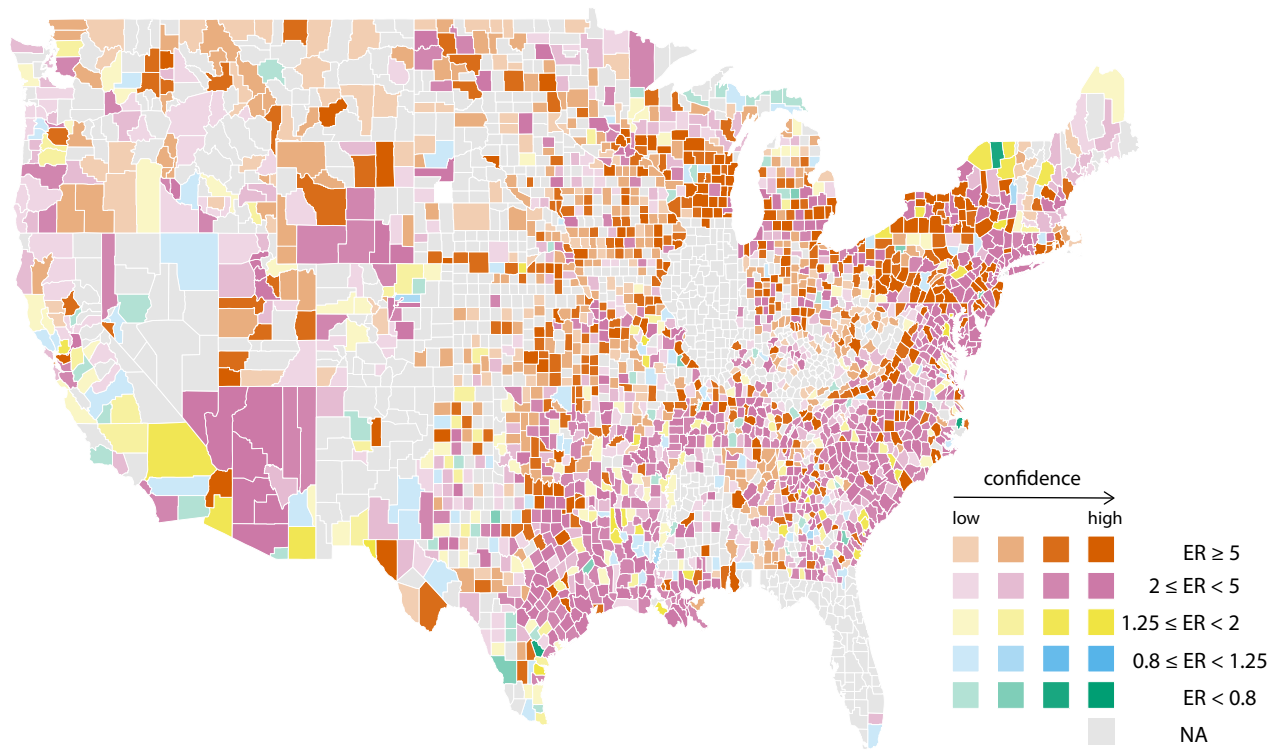 confidence
low high
ER ≥ 5
2 ≤ ER < 5
1.25 ≤ ER < 2
0.8 ≤ ER < 1.25
ER < 0.8
NA